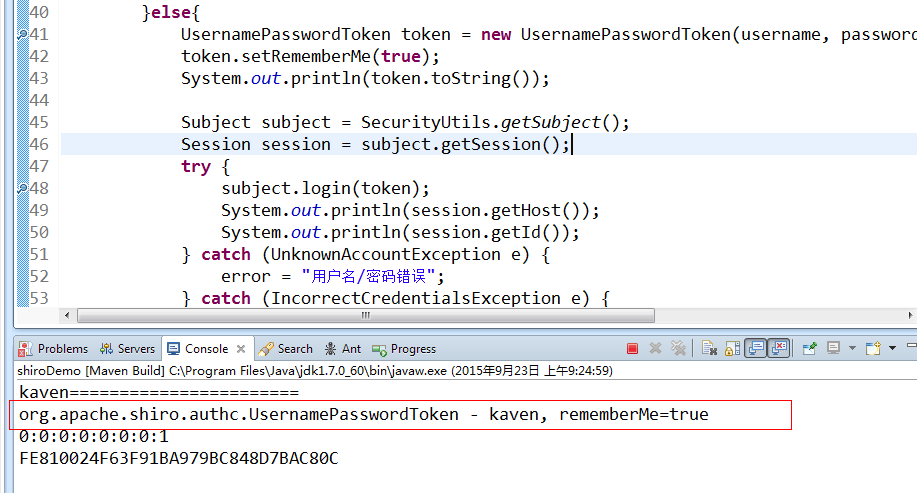 40 }else{
41 UsernamePasswordToken token = new UsernamePasswordToken(username, password
42 token.setRememberMe(true);
43 System.out.println(token.toString());
44
45 Subject subject = SecurityUtils.getSubject();
46 Session session = subject.getSession();
47 try {
48 subject.login(token);
49 System.out.println(session.getHost());
50 System.out.println(session.getId());
51 } catch (UnknownAccountException e) {
52 error = "用户名/密码错误";
53 } catch (IncorrectCredentialsException e) {
Problems Servers Console Search Ant Progress
shiroDemo [Maven Build] C:\Program Files\Java\jdk1.7.0_60\bin\javaw.exe (2015年9月23日 上午9:24:59)
kaven=======================
org.apache.shiro.authc.UsernamePasswordToken - kaven, rememberMe=true
0:0:0:0:0:0:0:1
FE810024F63F91BA979BC848D7BAC80C